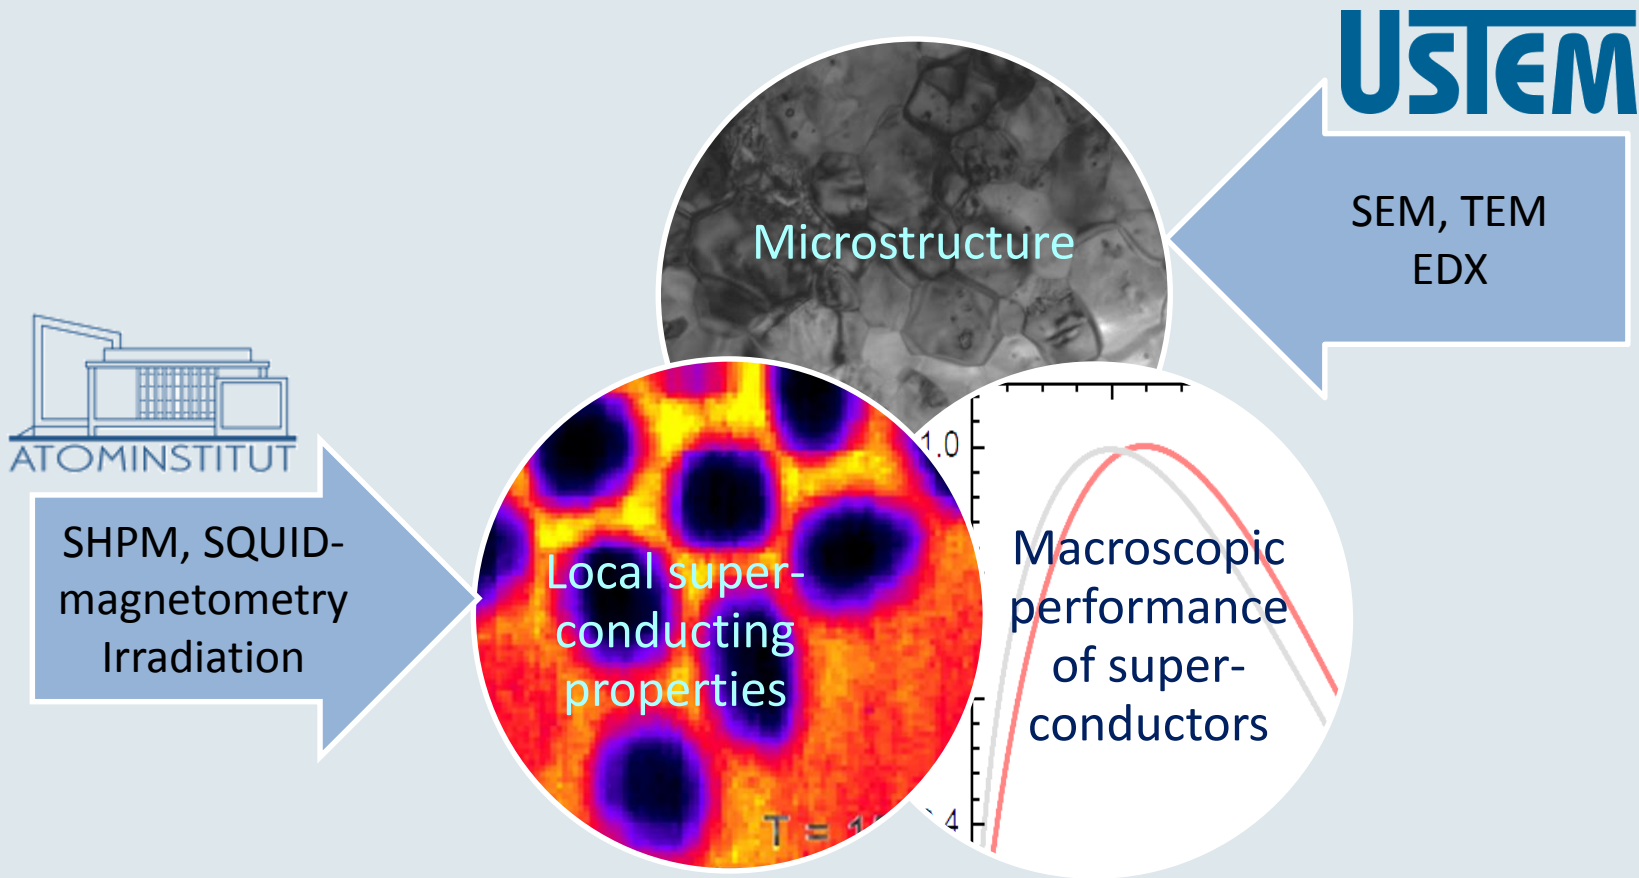 USTEM
SEM, TEM
EDX
Microstructure
ATOMINSTITUT
SHPM, SQUID-
magnetometry
Irradiation
Local super-
conducting
properties
T =
1.0
Macroscopic
performance
of super-
conductors